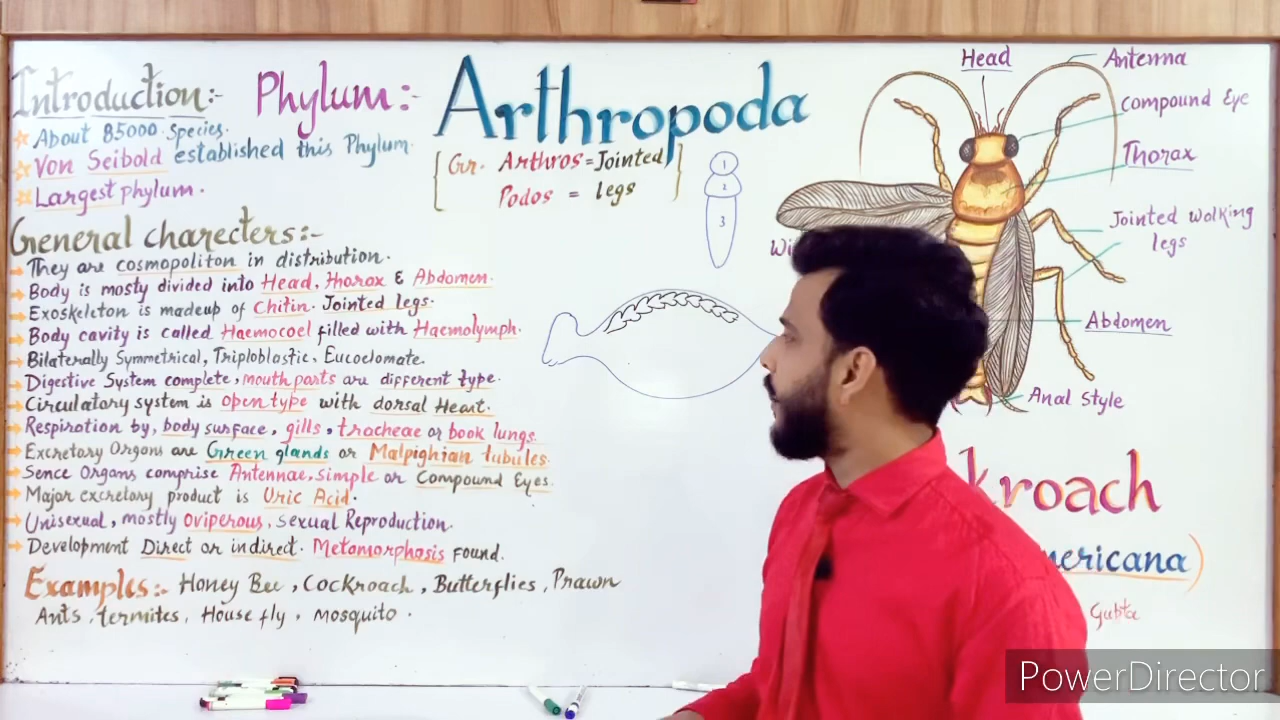 Introduction:-
About 85000 Species.
Von Seibold established this Phylum.
Largest phylum.
Phylum:- Arthropoda
{ Gr. Arthros = Jointed }
Podos = legs
1
2
3
General charecters:-
They are cosmopoliton in distribution.
Body is mosty divided into Head, Thorax & Abdomen.
Exoskeleton is madeup of Chitin. Jointed legs.
Body cavity is called Haemocoel filled with Haemolymph.
Bilaterally Symmetrical, Triploblastic, Eucoelomate.
Digestive System complete, mouth parts are different type.
Circulatory system is open type with dorsal Heart.
Respiration by, body surface, gills, tracheae or book lungs.
Excretory Organs are Green glands or Malpighian tubules.
Sence Organs comprise Antennae, Simple or Compound Eyes.
Major excretory product is Uric Acid.
Unisexual, mostly oviperous, sexual Reproduction.
Development Direct or indirect. Metamorphosis found.
Examples:- Honey Bee, Cockroach, Butterflies, Prawn
Ants, termites, House fly, mosquito.
Head
Antenna
Compound Eye
Thorax
Jointed Walking
legs
Wi
Abdomen
Anal Style
kroach
mericana)
Gupta
PowerDirector